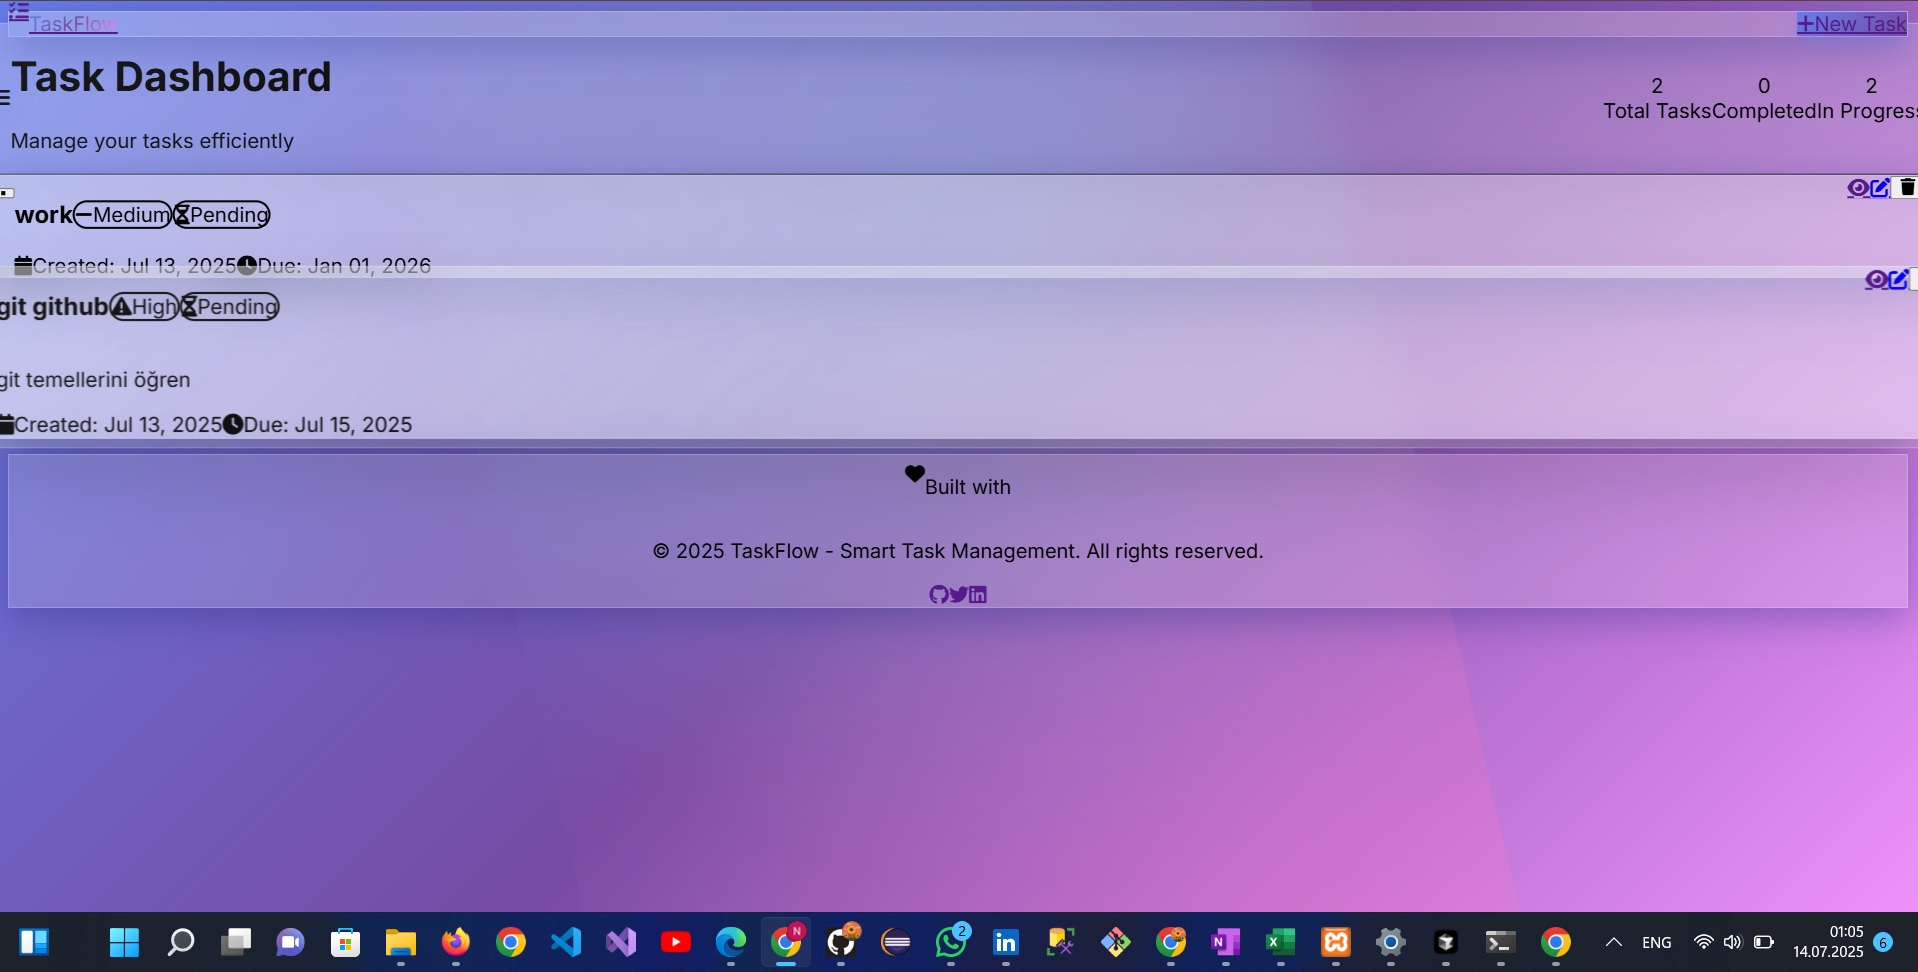 TaskFlow
New Task
Task Dashboard
Manage your tasks efficiently
2
Total Tasks
0
Completed
2
In Progress
work Medium Pending
Created: Jul 13, 2025 Due: Jan 01, 2026
git github High Pending
git temellerini öğren
Created: Jul 13, 2025 Due: Jul 15, 2025
Built with
© 2025 TaskFlow - Smart Task Management. All rights reserved.
N
2
ENG
01:05
14.07.2025
6